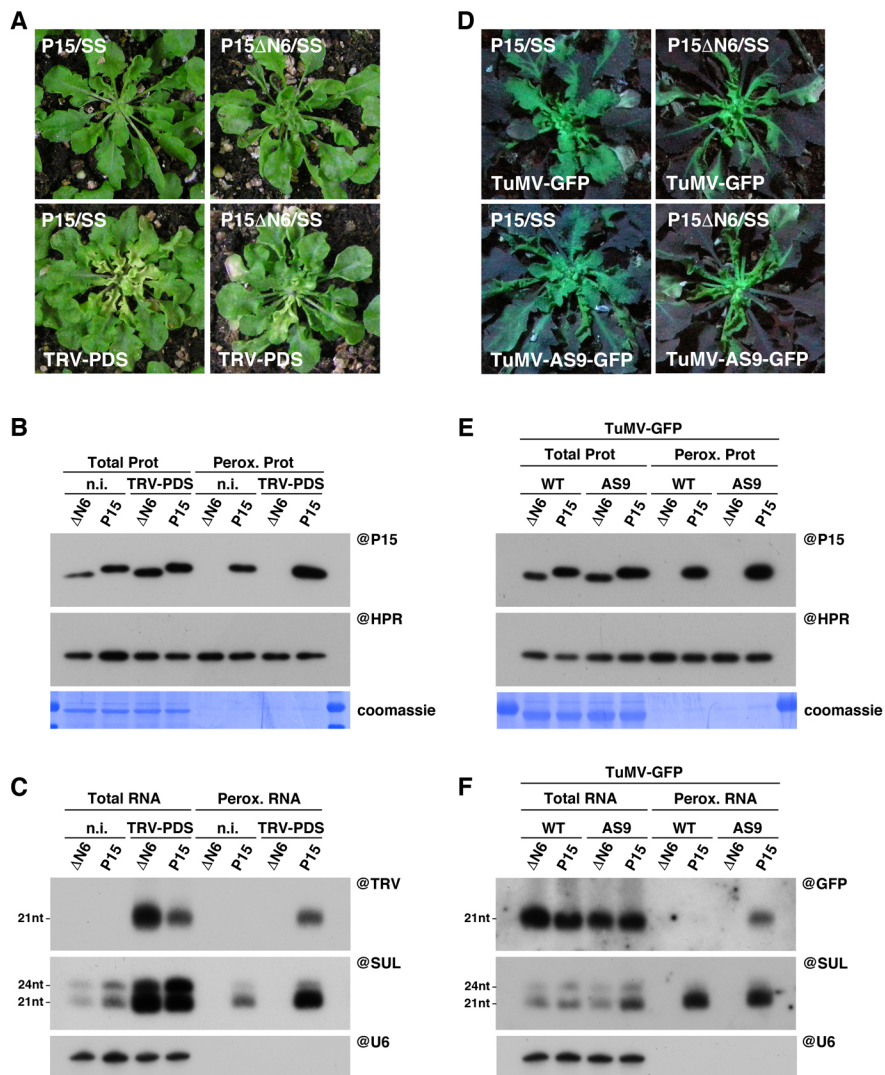 A
P15/SS
P15ΔN6/SS
P15/SS
P15ΔN6/SS
TRV-PDS
TRV-PDS
B
Total Prot
Perox. Prot
n.i.
TRV-PDS
n.i.
TRV-PDS
ΔN6
P15
ΔN6
P15
ΔN6
P15
ΔN6
P15
@P15
@HPR
coomassie
C
Total RNA
Perox. RNA
n.i.
TRV-PDS
n.i.
TRV-PDS
ΔN6
P15
ΔN6
P15
ΔN6
P15
ΔN6
P15
@TRV
21nt
@SUL
24nt
21nt
@U6
D
P15/SS
P15ΔN6/SS
TuMV-GFP
TuMV-GFP
P15/SS
P15ΔN6/SS
TuMV-AS9-GFP
TuMV-AS9-GFP
E
TuMV-GFP
Total Prot
Perox. Prot
WT
AS9
WT
AS9
ΔN6
P15
ΔN6
P15
ΔN6
P15
ΔN6
P15
@P15
@HPR
coomassie
F
TuMV-GFP
Total RNA
Perox. RNA
WT
AS9
WT
AS9
ΔN6
P15
ΔN6
P15
ΔN6
P15
ΔN6
P15
@GFP
21nt
@SUL
24nt
21nt
@U6